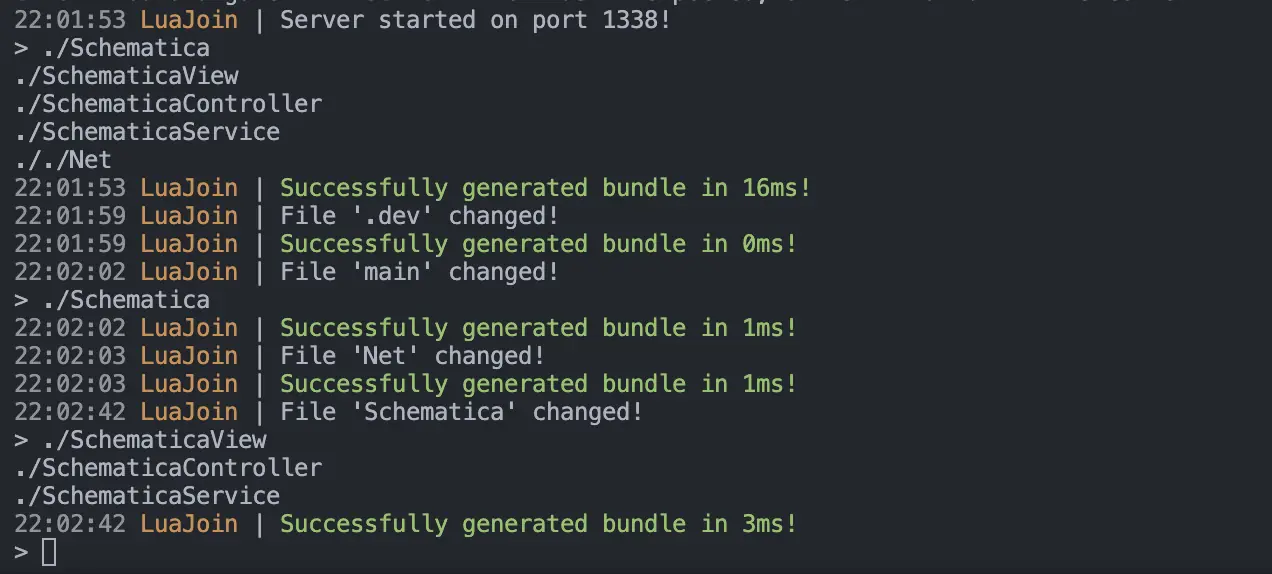 22:01:53 LuaJoin | Server started on port 1338!
> ./Schematica
./SchematicaView
./SchematicaController
./SchematicaService
././Net
22:01:53 LuaJoin | Successfully generated bundle in 16ms!
22:01:59 LuaJoin | File '.dev' changed!
22:01:59 LuaJoin | Successfully generated bundle in 0ms!
22:02:02 LuaJoin | File 'main' changed!
> ./Schematica
22:02:02 LuaJoin | Successfully generated bundle in 1ms!
22:02:03 LuaJoin | File 'Net' changed!
22:02:03 LuaJoin | Successfully generated bundle in 1ms!
22:02:42 LuaJoin | File 'Schematica' changed!
> ./SchematicaView
./SchematicaController
./SchematicaService
22:02:42 LuaJoin | Successfully generated bundle in 3ms!
>